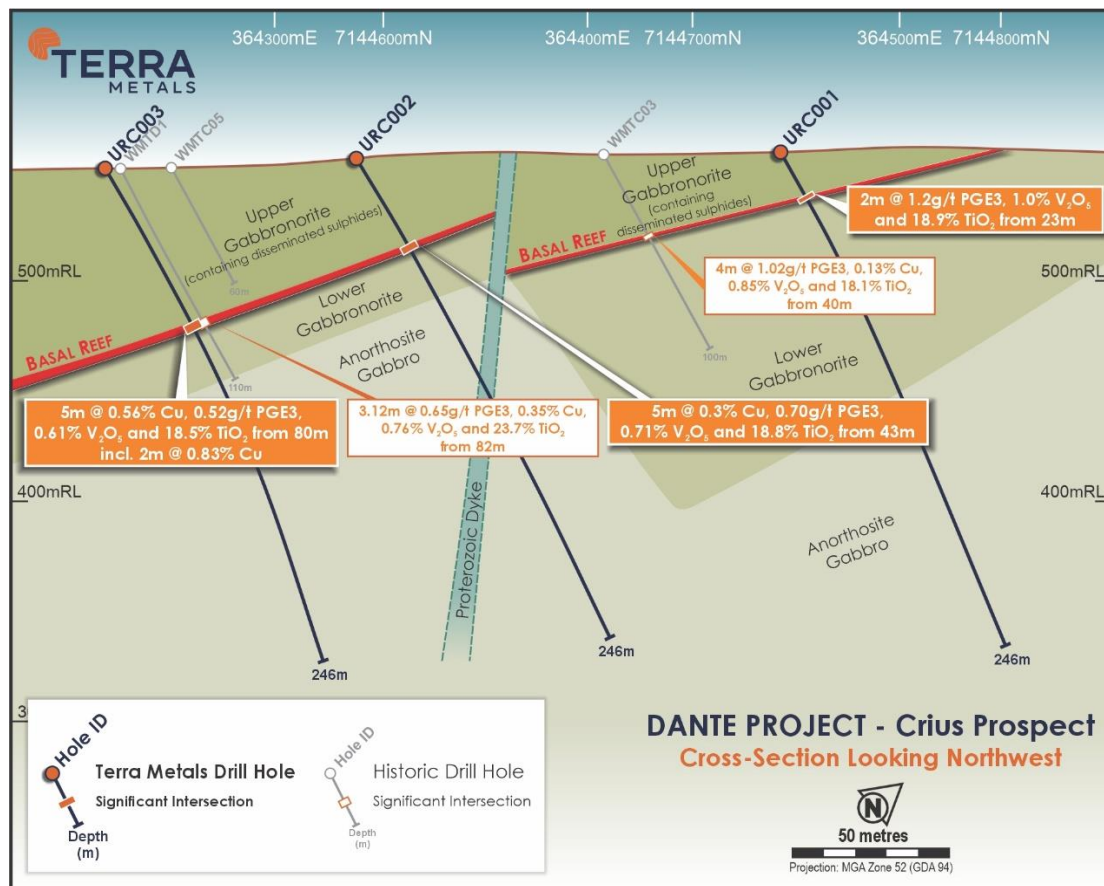 364300mE 7144600mN
364400mE 7144700mN
364500mE 7144800mN
TERRA
METALS
URC003
WMTD1
WMTC05
URC002
WMTC03
URC001
Upper
Gabbronorite
(containing disseminated sulphides)
Upper
Gabbronorite
(containing
disseminated sulphides)
2m @ 1.2g/t PGE3, 1.0% V₂O₅
and 18.9% TiO₂ from 23m
500mRL
500mRL
BASAL REEF
60m
4m @ 1.02g/t PGE3, 0.13% Cu,
0.85% V₂O₅ and 18.1% TiO₂
from 40m
Lower
Gabbronorite
BASAL REEF
Anorthosite
Gabbro
100m
Lower
Gabbronorite
110m
5m @ 0.56% Cu, 0.52g/t PGE3,
0.61% V₂O₅ and 18.5% TiO₂ from 80m
incl. 2m @ 0.83% Cu
3.12m @ 0.65g/t PGE3, 0.35% Cu,
0.76% V₂O₅ and 23.7% TiO₂
from 82m
5m @ 0.3% Cu, 0.70g/t PGE3,
0.71% V₂O₅ and 18.8% TiO₂ from 43m
400mRL
400mRL
Proterozoic Dyke
Anorthosite
Gabbro
246m
246m
246m
Hole ID
Terra Metals Drill Hole
Significant Intersection
Depth
(m)
Hole ID
Historic Drill Hole
Significant Intersection
Depth
(m)
DANTE PROJECT - Crius Prospect
Cross-Section Looking Northwest
N
50 metres
Projection: MGA Zone 52 (GDA 94)